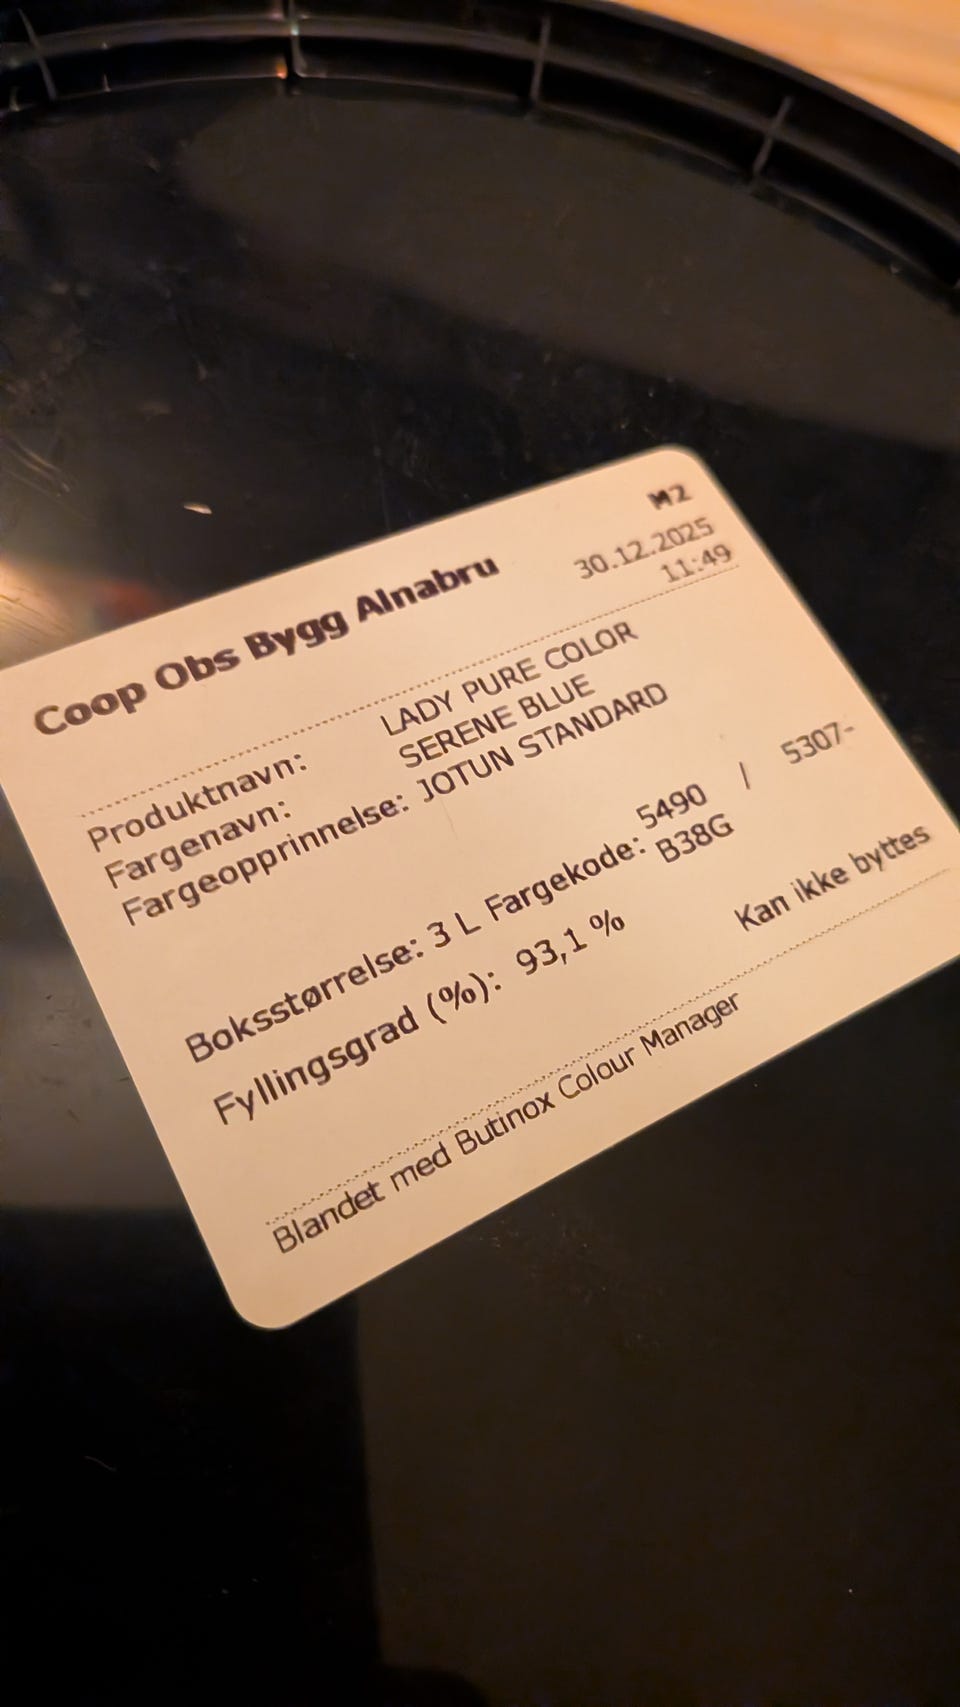 M2
Coop Obs Bygg Alnabru 30.12.2025
11:49
Produktnavn: LADY PURE COLOR
Fargenavn: SERENE BLUE
Fargeopprinnelse: JOTUN STANDARD
Boksstørrelse: 3 L Fargekode: 5490 / 5307-
B38G
Fyllingsgrad (%): 93,1 % Kan ikke byttes
Blandet med Butinox Colour Manager